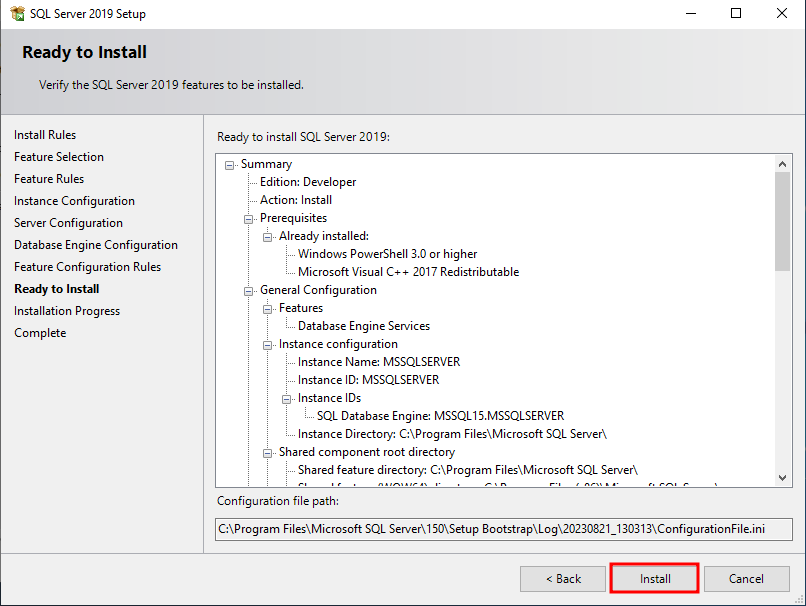 SQL Server 2019 Setup
Ready to Install
Verify the SQL Server 2019 features to be installed.
Install Rules
Feature Selection
Feature Rules
Instance Configuration
Server Configuration
Database Engine Configuration
Feature Configuration Rules
Ready to Install
Installation Progress
Complete
Ready to install SQL Server 2019:
Summary
Edition: Developer
Action: Install
Prerequisites
Already installed:
Windows PowerShell 3.0 or higher
Microsoft Visual C++ 2017 Redistributable
General Configuration
Features
Database Engine Services
Instance configuration
Instance Name: MSSQLSERVER
Instance ID: MSSQLSERVER
Instance IDs
SQL Database Engine: MSSQL15.MSSQLSERVER
Instance Directory: C:\Program Files\Microsoft SQL Server\
Shared component root directory
Shared feature directory: C:\Program Files\Microsoft SQL Server\
Configuration file path:
C:\Program Files\Microsoft SQL Server\150\Setup Bootstrap\Log\20230821_130313\ConfigurationFile.ini
< Back
Install
Cancel